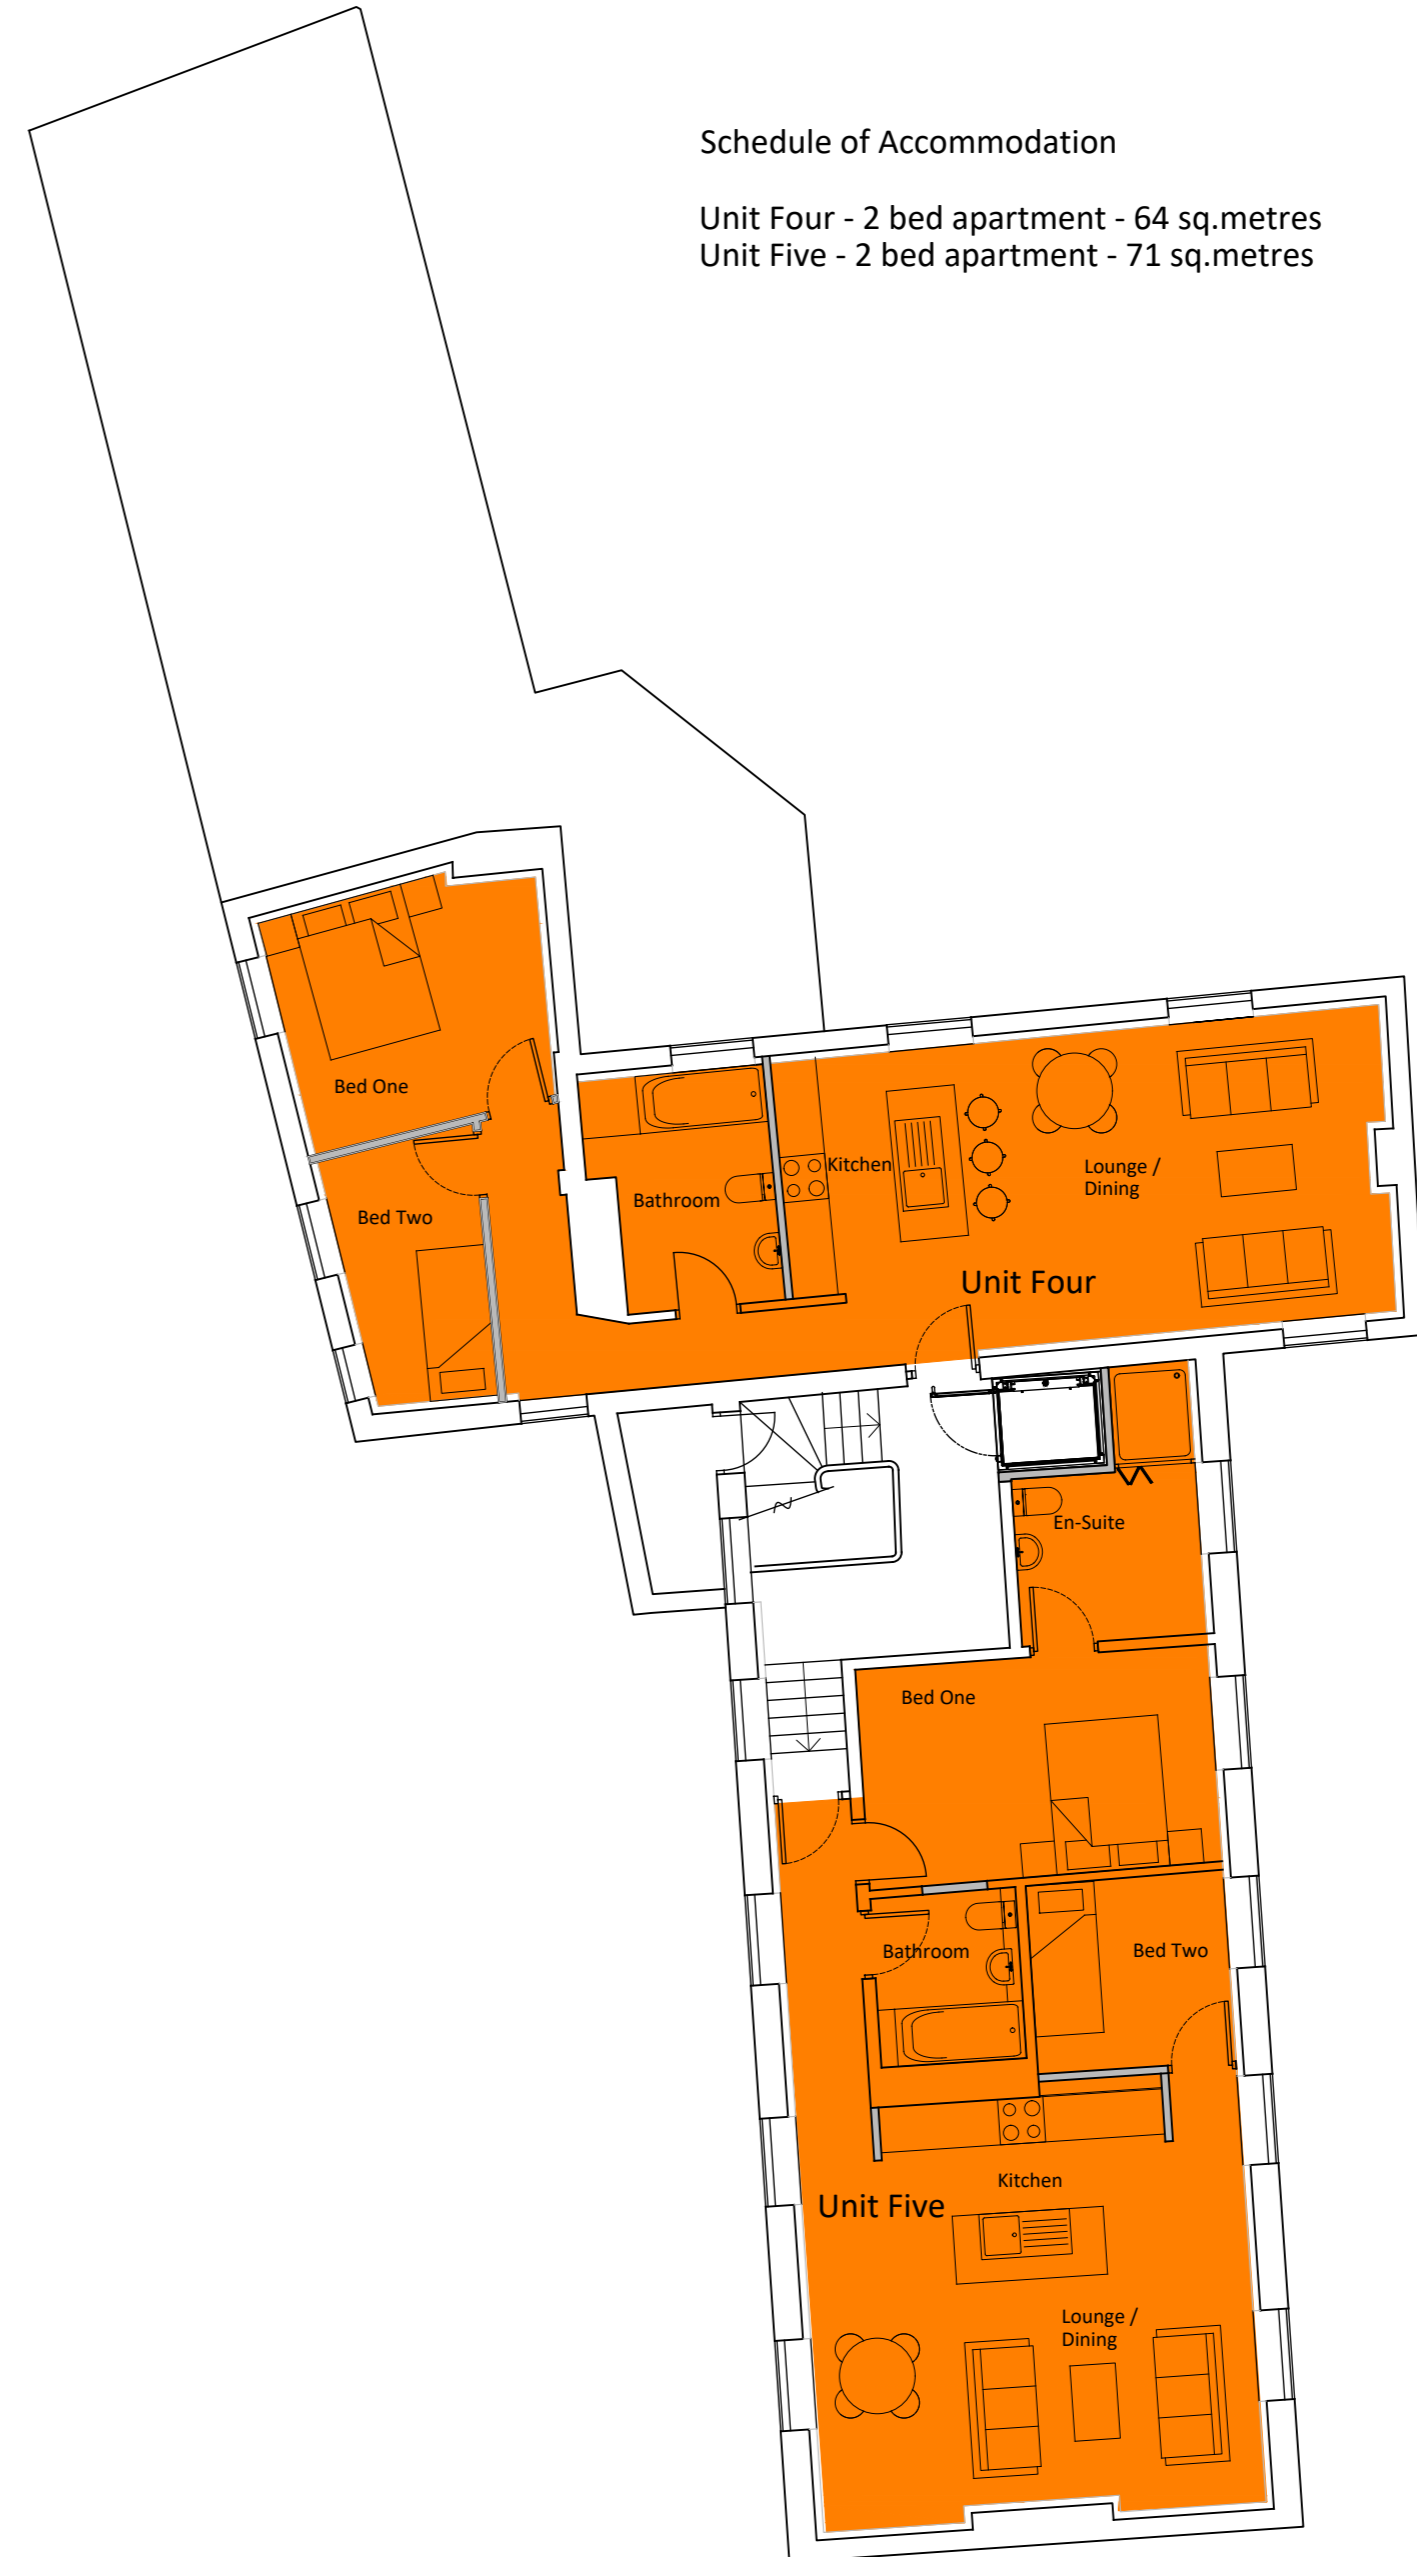 Schedule of Accommodation
Unit Four - 2 bed apartment - 64 sq.metres
Unit Five - 2 bed apartment - 71 sq.metres
Bed One
Bed Two
Bathroom
Kitchen
Lounge /
Dining
Unit Four
En-Suite
Bed One
Bathroom
Bed Two
Kitchen
Unit Five
Lounge /
Dining